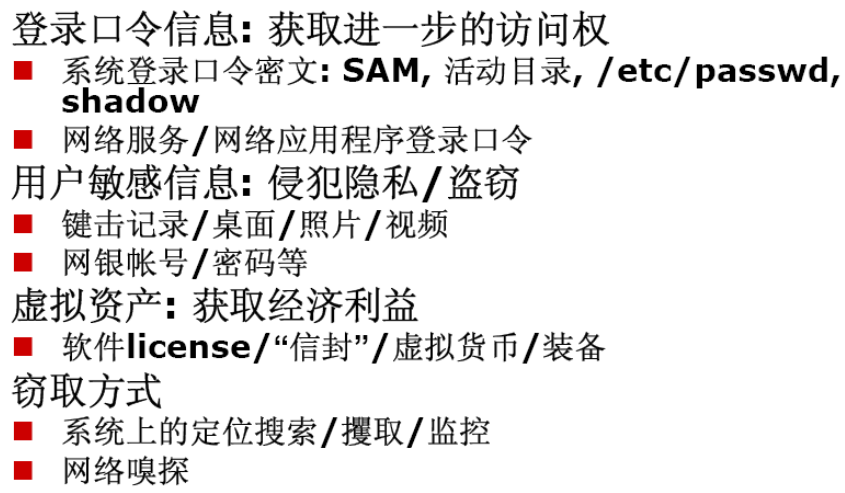 登录口令信息: 获取进一步的访问权
■ 系统登录口令密文: SAM, 活动目录, /etc/passwd,
shadow
■ 网络服务/网络应用程序登录口令
用户敏感信息: 侵犯隐私/盗窃
■ 键击记录/桌面/照片/视频
■ 网银帐号/密码等
虚拟资产: 获取经济利益
■ 软件license/“信封”/虚拟货币/装备
窃取方式
■ 系统上的定位搜索/攫取/监控
■ 网络嗅探